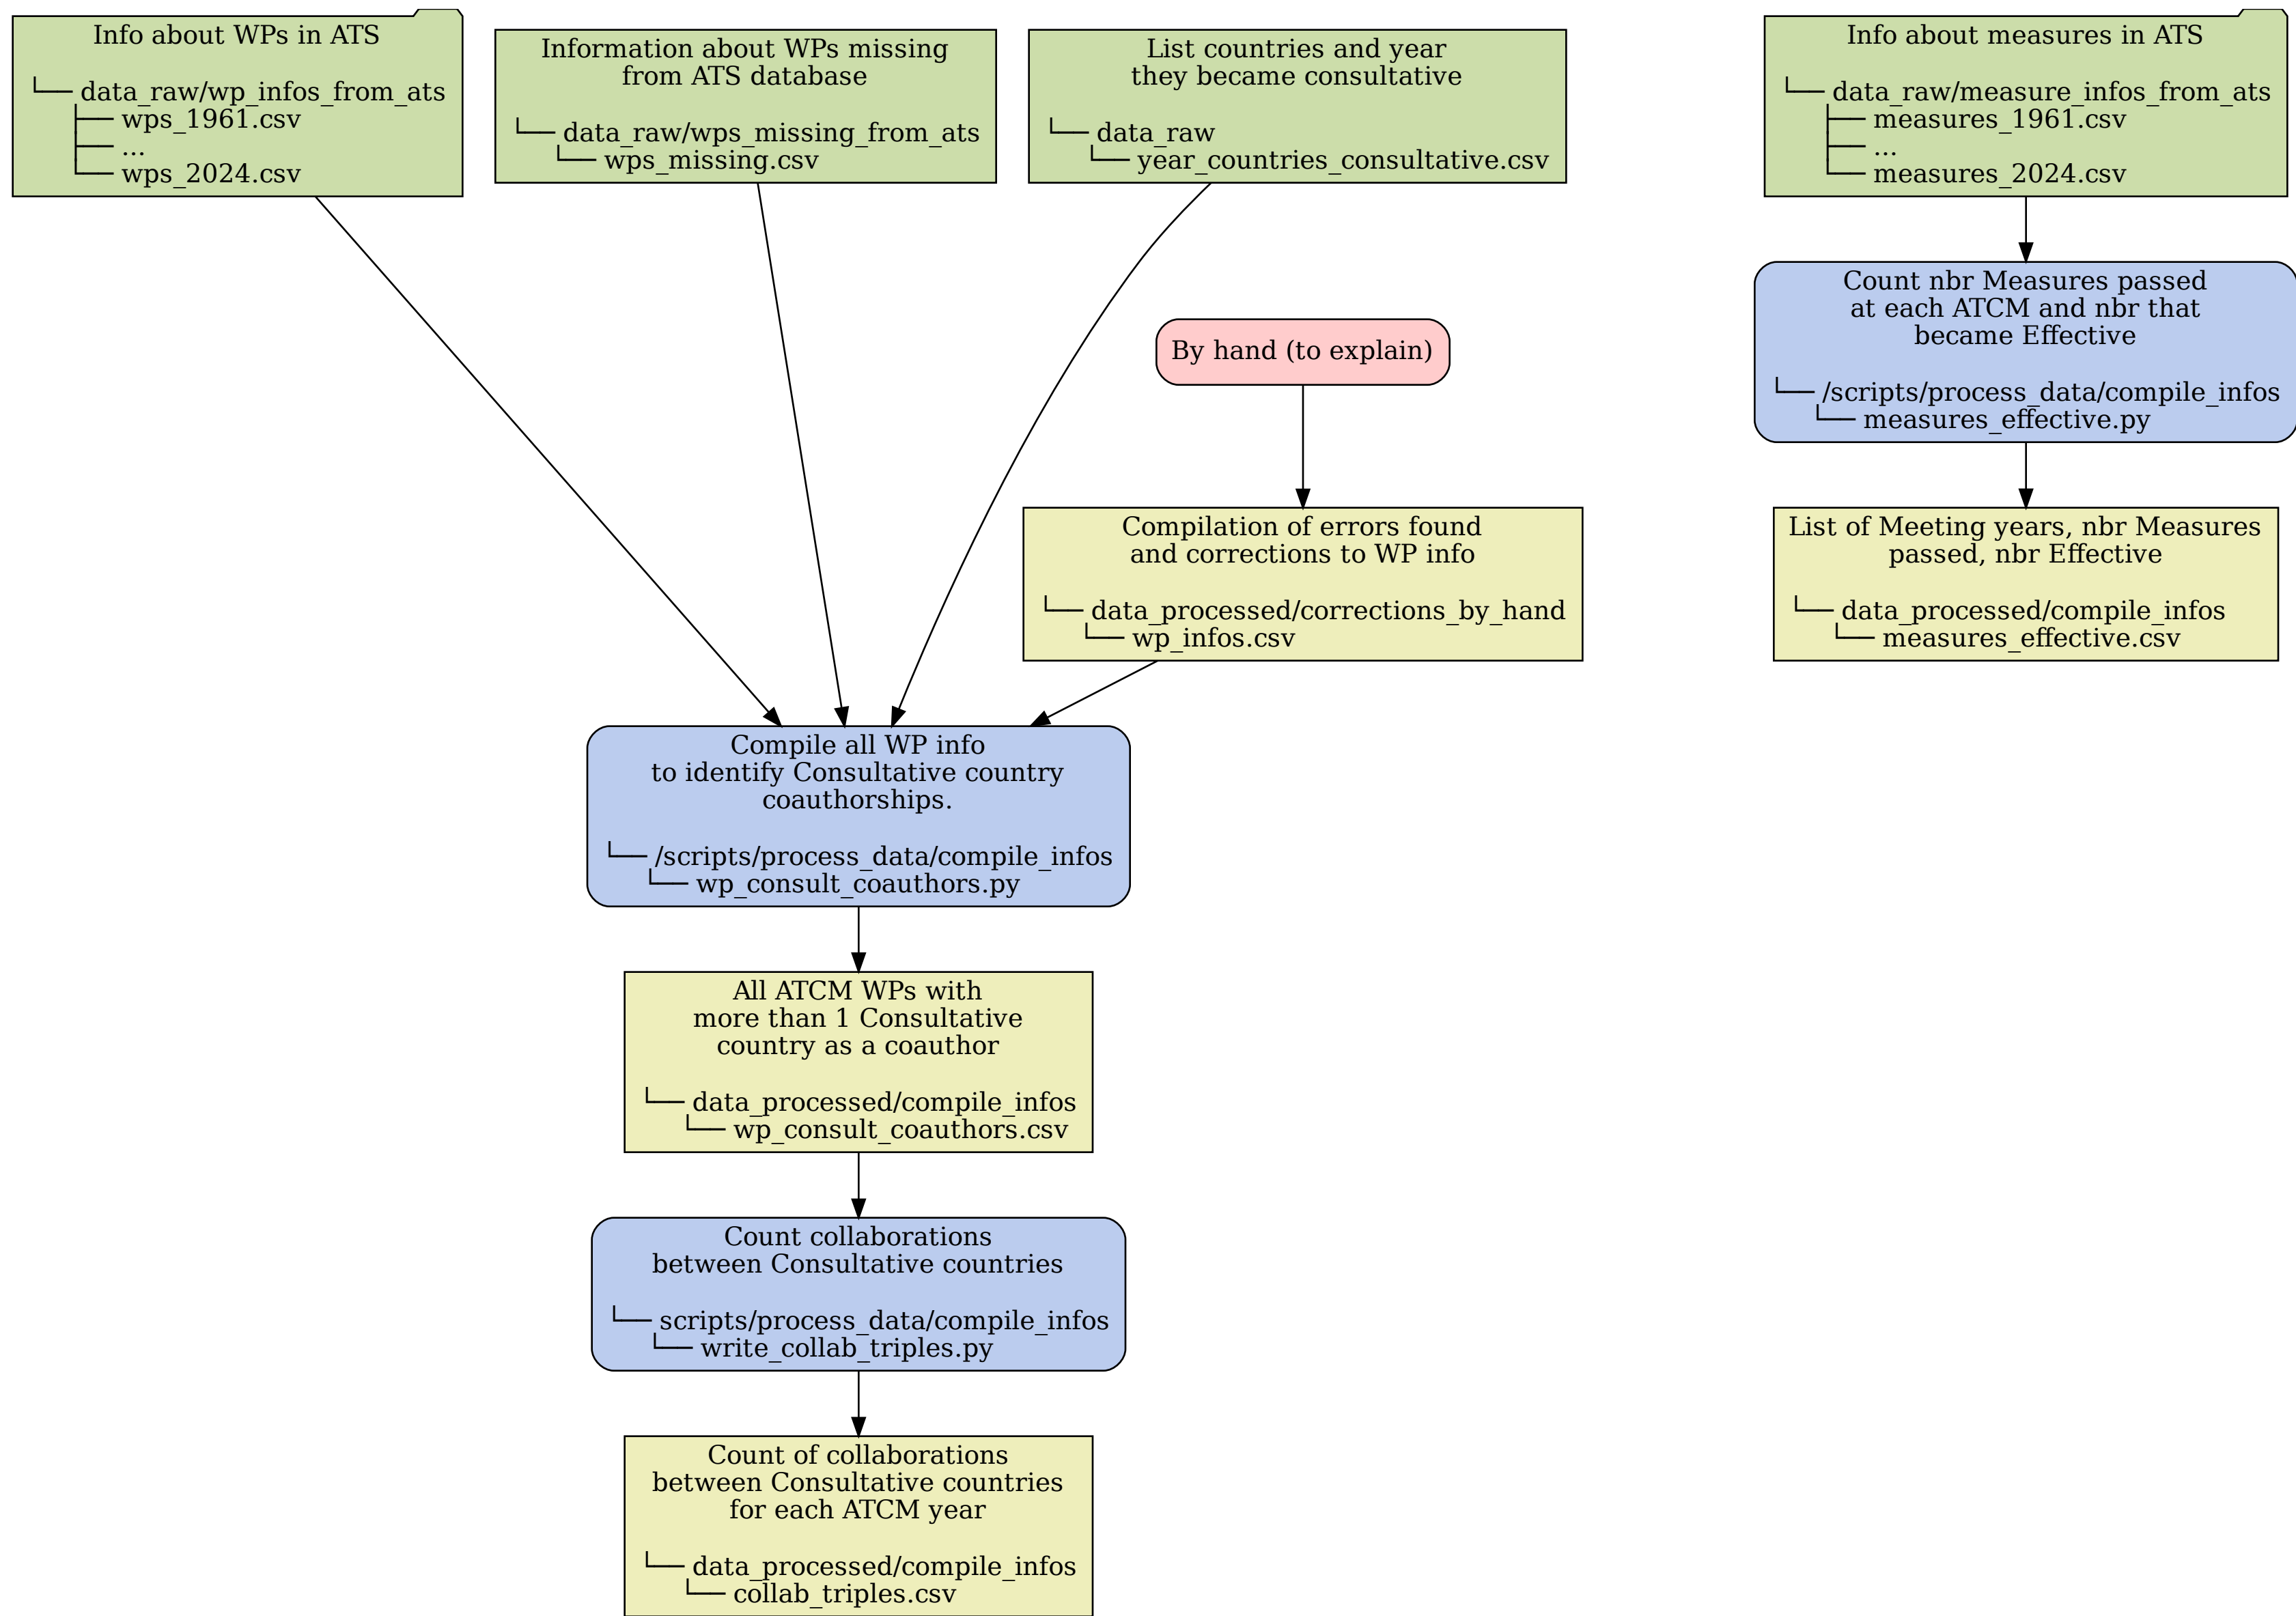 Info about WPs in ATS
└── data_raw/wp_infos_from_ats
├── wps_1961.csv
├── ...
└── wps_2024.csv
Information about WPs missing
from ATS database
└── data_raw/wps_missing_from_ats
└── wps_missing.csv
List countries and year
they became consultative
└── data_raw
└── year_countries_consultative.csv
Info about measures in ATS
└── data_raw/measure_infos_from_ats
├── measures_1961.csv
├── ...
└── measures_2024.csv
Count nbr Measures passed
at each ATCM and nbr that
became Effective
└── /scripts/process_data/compile_infos
└── measures_effective.py
By hand (to explain)
Compilation of errors found
and corrections to WP info
└── data_processed/corrections_by_hand
└── wp_infos.csv
List of Meeting years, nbr Measures
passed, nbr Effective
└── data_processed/compile_infos
└── measures_effective.csv
Compile all WP info
to identify Consultative country
coauthorships.
└── /scripts/process_data/compile_infos
└── wp_consult_coauthors.py
All ATCM WPs with
more than 1 Consultative
country as a coauthor
└── data_processed/compile_infos
└── wp_consult_coauthors.csv
Count collaborations
between Consultative countries
└── scripts/process_data/compile_infos
└── write_collab_triples.py
Count of collaborations
between Consultative countries
for each ATCM year
└── data_processed/compile_infos
└── collab_triples.csv